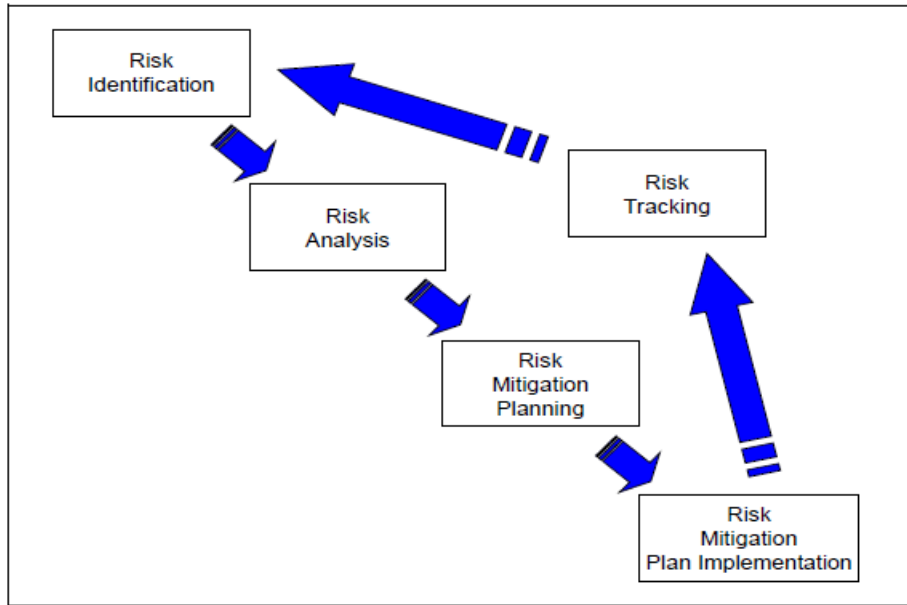 Risk
Identification
Risk
Analysis
Risk
Tracking
Risk
Mitigation
Planning
Risk
Mitigation
Plan Implementation